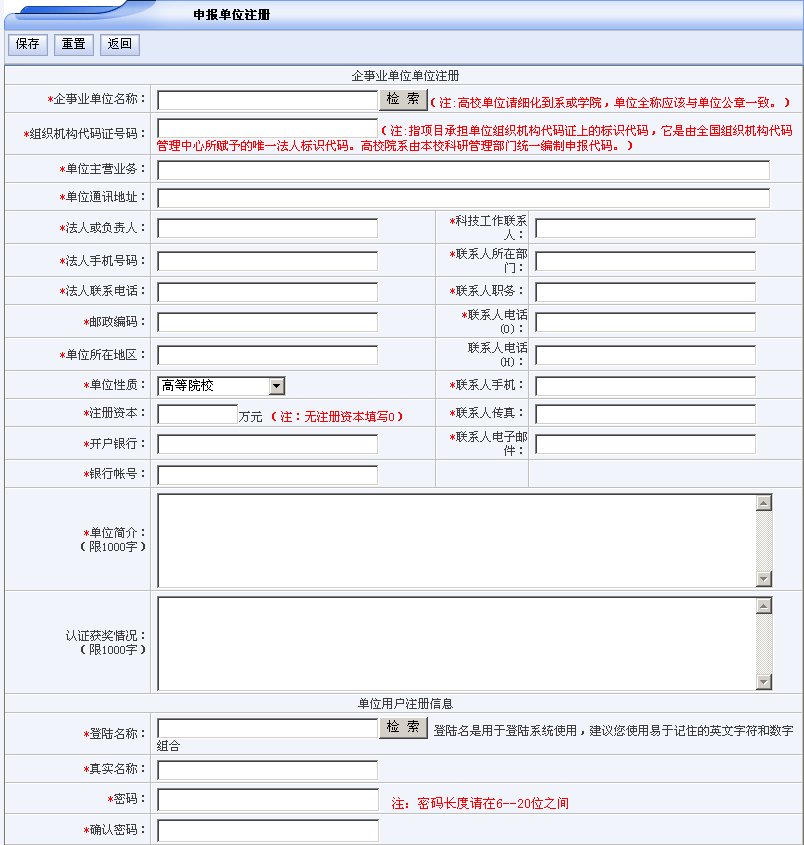 申报单位注册
保存 重置 返回
企事业单位单位注册
*企事业单位名称： 检 索 (注:高校单位请细化到系或学院，单位全称应该与单位公章一致。)
*组织机构代码证号码： (注:指项目承担单位组织机构代码证上的标识代码，它是由全国组织机构代码
管理中心所赋予的唯一法人标识代码。高校院系由本校科研管理部门统一编制申报代码。)
*单位主营业务：
*单位通讯地址：
*法人或负责人： *科技工作联系
人：
*法人手机号码： *联系人所在部
门：
*法人联系电话： *联系人职务：
*邮政编码： *联系人电话
(O)：
*单位所在地区： 联系人电话
(H)：
*单位性质： 高等院校 *联系人手机：
*注册资本： 万元 (注：无注册资本填写0) *联系人传真：
*开户银行： *联系人电子邮
件：
*银行帐号：
*单位简介：
(限1000字)
认证获奖情况：
(限1000字)
单位用户注册信息
*登陆名称： 检 索 登陆名是用于登陆系统使用，建议您使用易于记住的英文字符和数字
组合
*真实名称：
*密码： 注：密码长度请在6--20位之间
*确认密码：